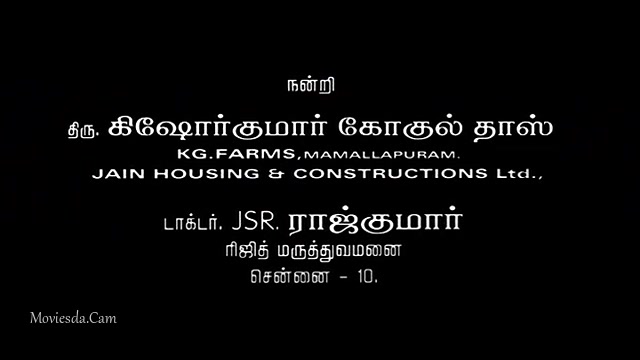 நன்றி
திரு. கிஷோர்குமார் கோகுல் தாஸ்
KG.FARMS, MAMALLAPURAM.
JAIN HOUSING & CONSTRUCTIONS Ltd.,
டாக்டர். JSR. ராஜ்குமார்
ரிஜித் மருத்துவமனை
சென்னை - 10.
Moviesda.Cam